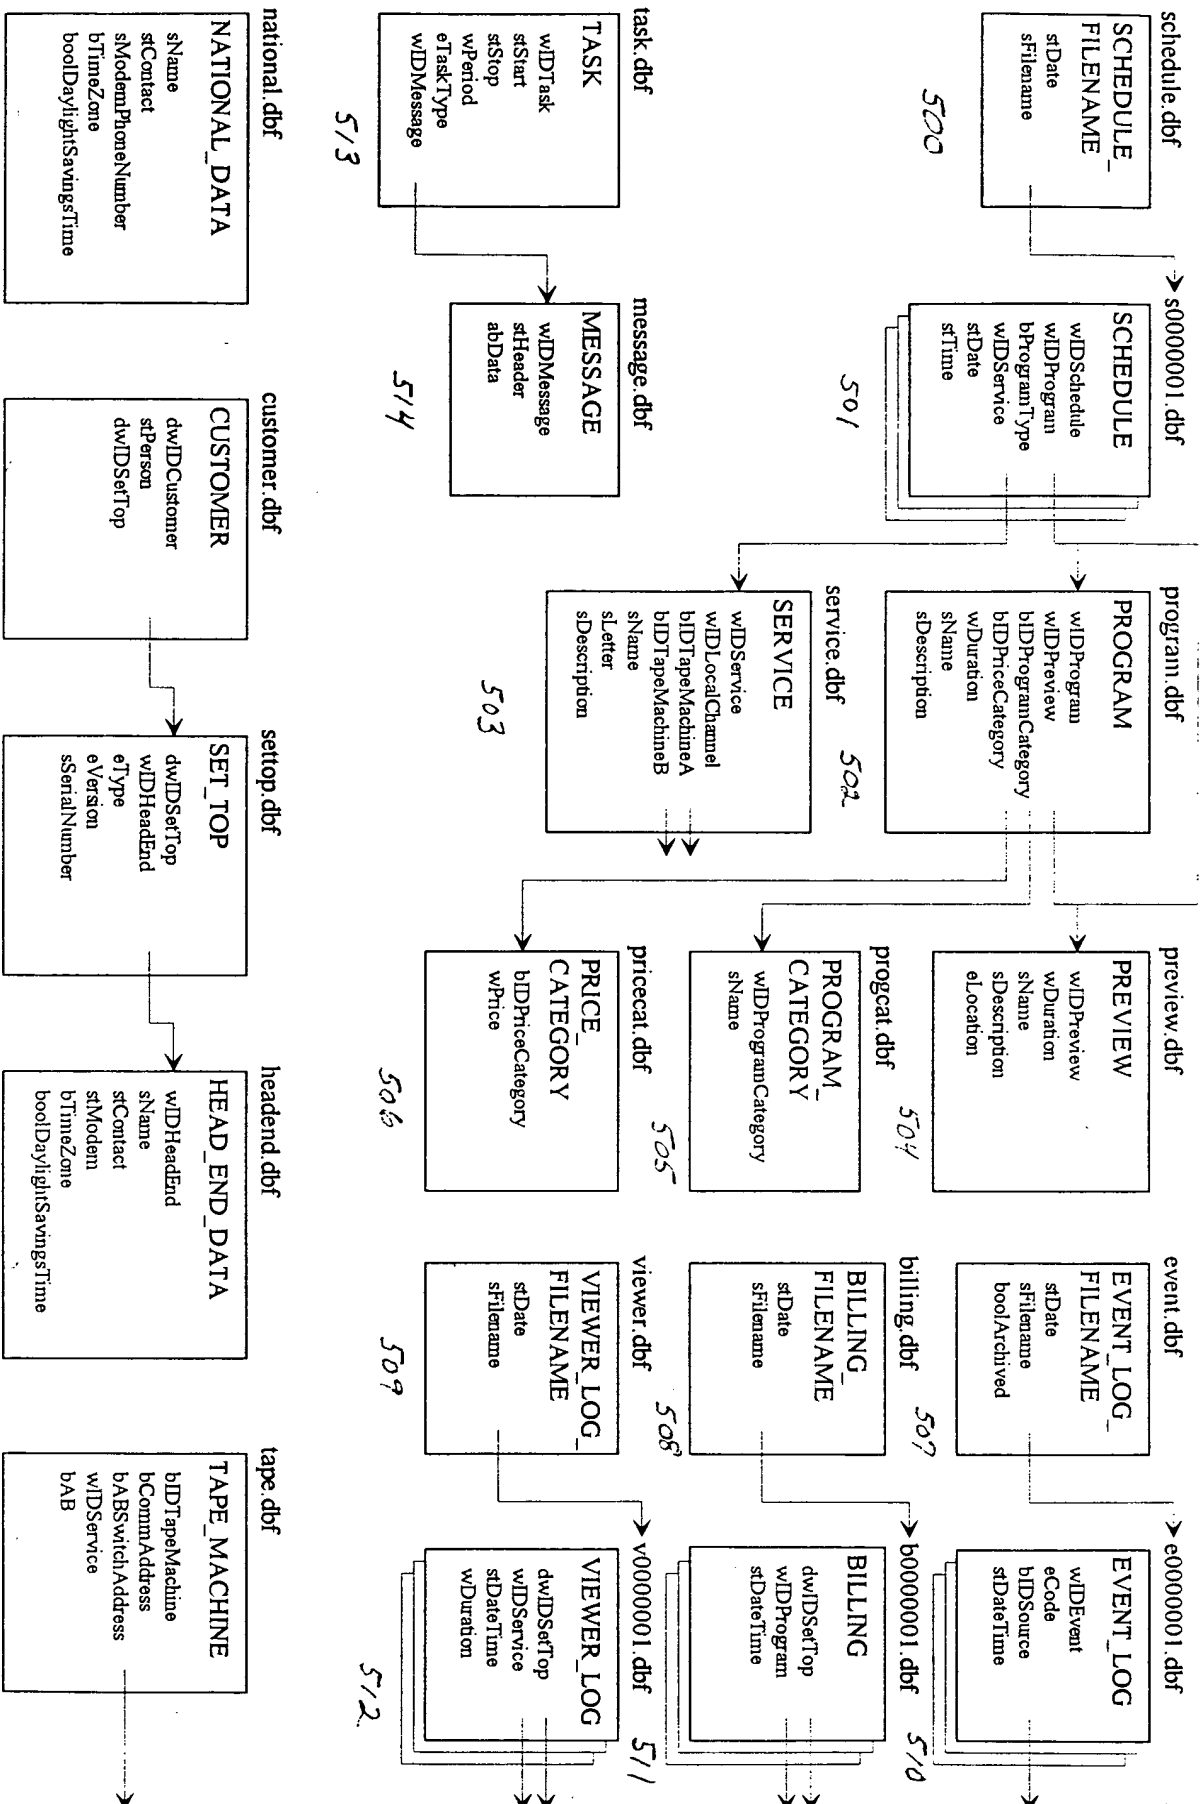 schedule.dbf
SCHEDULE_
FILENAME
stDate
sFilename
500
s0000001.dbf
SCHEDULE
wIDSchedule
wIDProgram
bProgramType
wIDService
stDate
stTime
501
program.dbf
PROGRAM
wIDProgram
wIDPreview
bIDProgramCategory
bIDPriceCategory
wDuration
sName
sDescription
502
service.dbf
SERVICE
wIDService
wIDLocalChannel
bIDTapeMachineA
bIDTapeMachineB
sName
sLetter
sDescription
503
preview.dbf
PREVIEW
wIDPreview
wDuration
sName
sDescription
eLocation
504
progcat.dbf
PROGRAM_
CATEGORY
wIDProgramCategory
sName
505
pricecat.dbf
PRICE_
CATEGORY
bIDPriceCategory
wPrice
506
event.dbf
EVENT_LOG_
FILENAME
stDate
sFilename
boolArchived
507
billing.dbf
BILLING_
FILENAME
stDate
sFilename
508
viewer.dbf
VIEWER_LOG_
FILENAME
stDate
sFilename
509
e0000001.dbf
EVENT_LOG
wIDEvent
eCode
bIDSource
stDateTime
510
b0000001.dbf
BILLING
dwIDSetTop
wIDProgram
stDateTime
511
v0000001.dbf
VIEWER_LOG
dwIDSetTop
wIDService
stDateTime
wDuration
512
task.dbf
TASK
wIDTask
stStart
stStop
wPeriod
eTaskType
wIDMessage
513
message.dbf
MESSAGE
wIDMessage
stHeader
abData
514
national.dbf
NATIONAL_DATA
sName
stContact
sModemPhoneNumber
bTimeZone
boolDaylightSavingsTime
customer.dbf
CUSTOMER
dwIDCustomer
stPerson
dwIDSetTop
settop.dbf
SET_TOP
dwIDSetTop
wIDHeadEnd
eType
eVersion
sSerialNumber
headend.dbf
HEAD_END_DATA
wIDHeadEnd
sName
stContact
stModem
bTimeZone
boolDaylightSavingsTime
tape.dbf
TAPE_MACHINE
bIDTapeMachine
bCommAddress
bABSwitchAddress
wIDService
bAB